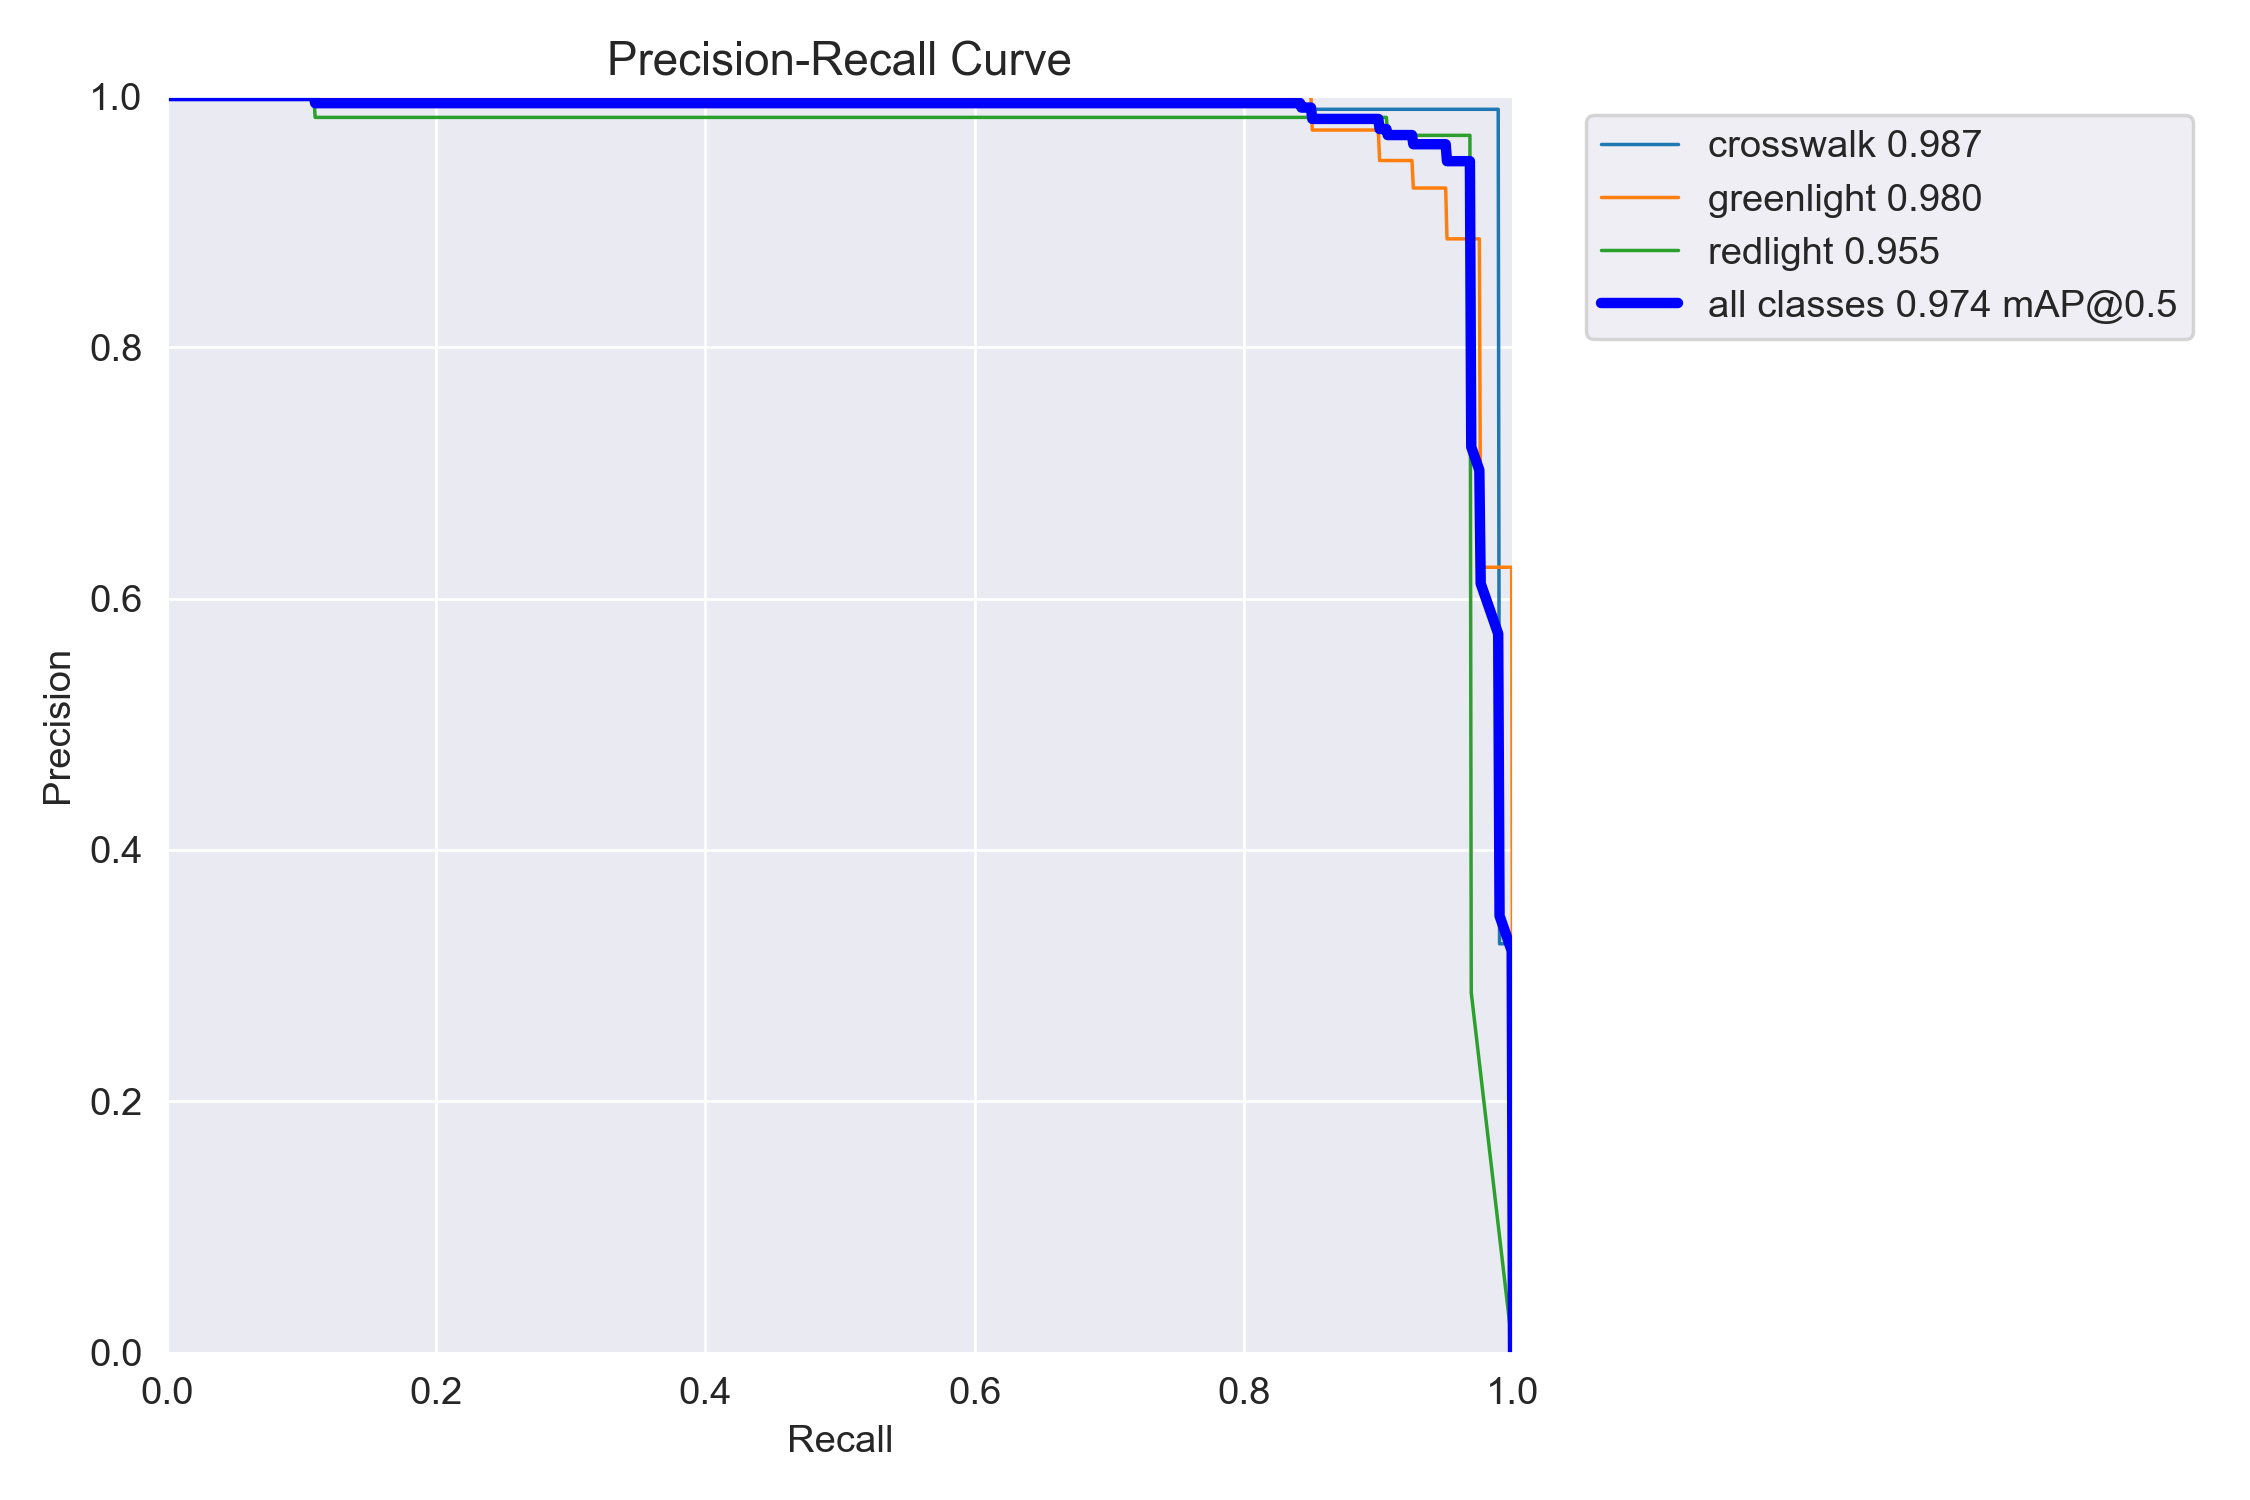 Precision-Recall Curve
1.0
0.8
0.6
0.4
0.2
0.0
Precision
0.0 0.2 0.4 0.6 0.8 1.0
Recall
crosswalk 0.987
greenlight 0.980
redlight 0.955
all classes 0.974 mAP@0.5